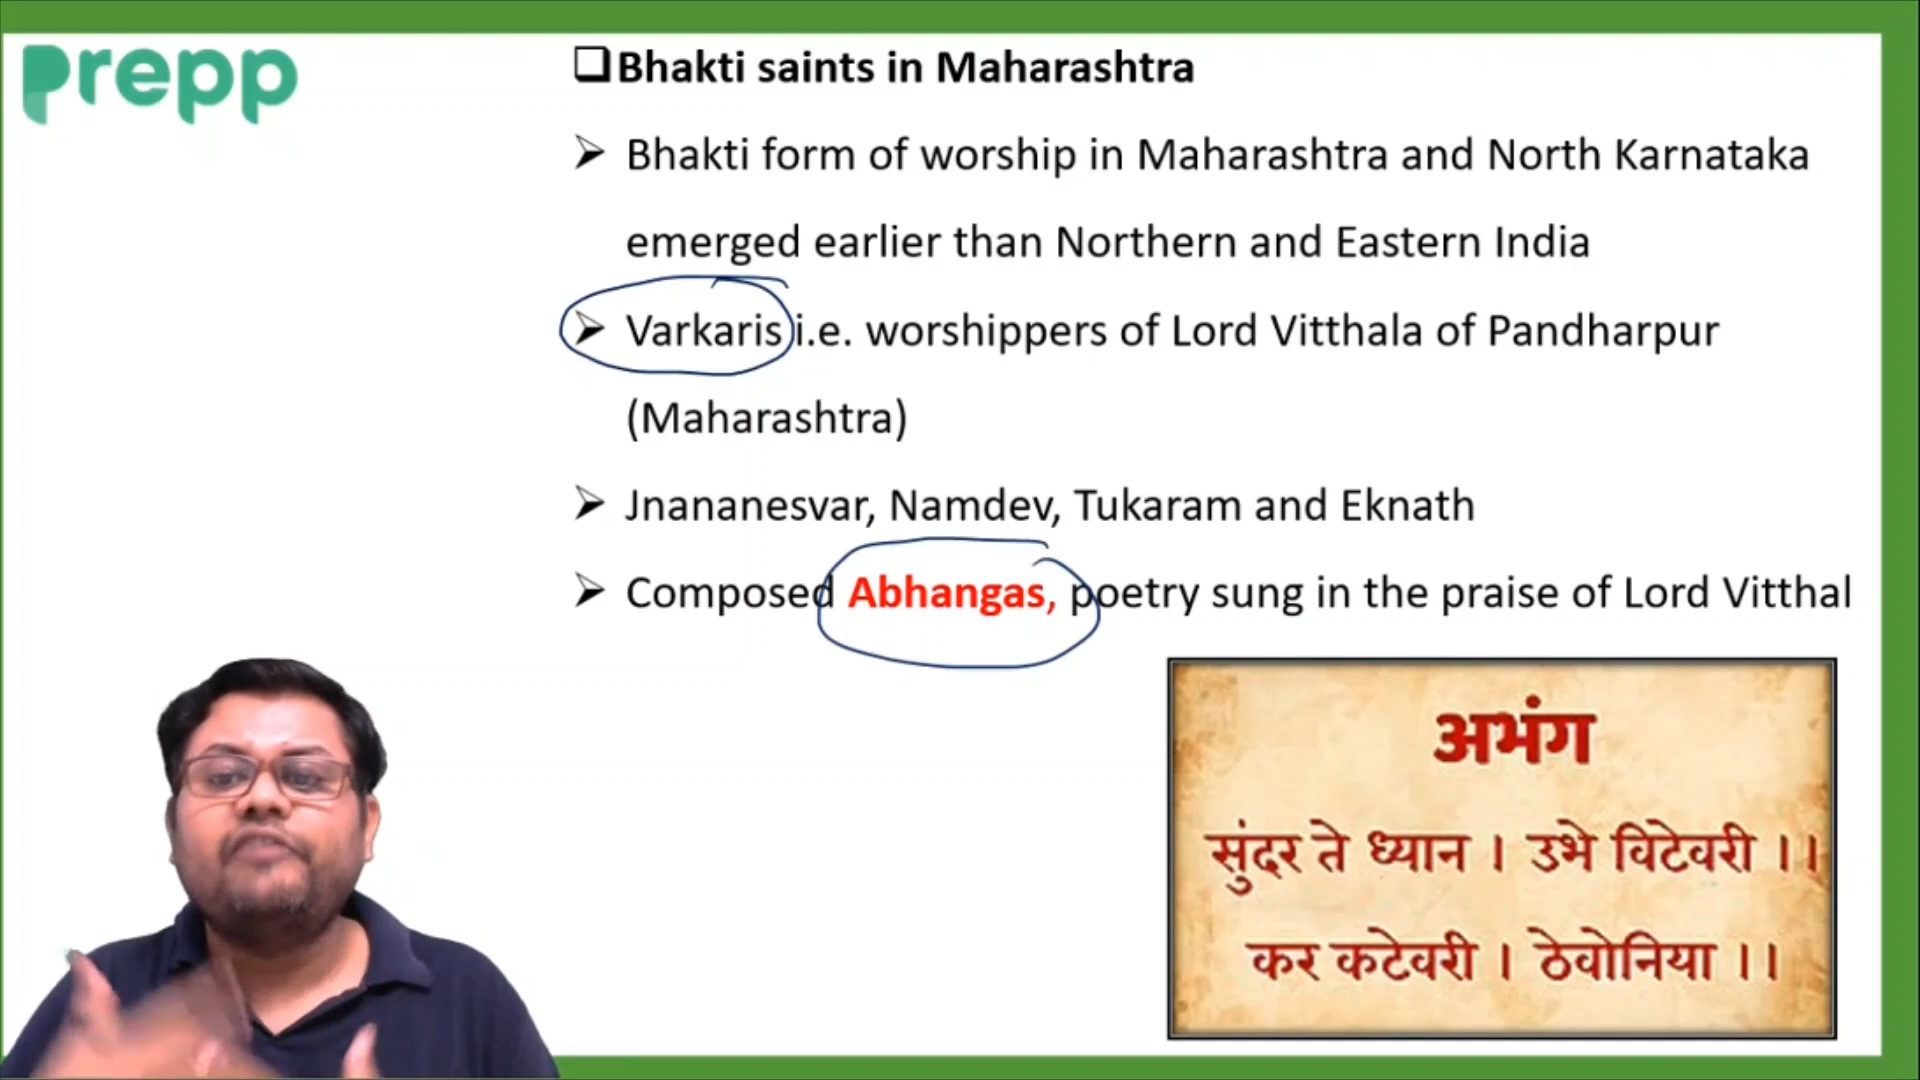 prepp
Bhakti saints in Maharashtra
Bhakti form of worship in Maharashtra and North Karnataka
emerged earlier than Northern and Eastern India
Varkaris i.e. worshippers of Lord Vitthala of Pandharpur
(Maharashtra)
Jnananesvar, Namdev, Tukaram and Eknath
Composed Abhangas, poetry sung in the praise of Lord Vitthal
अभंग
सुंदर ते ध्यान । उभे विटेवरी ।।
कर कटेवरी । ठेवोनिया ।।